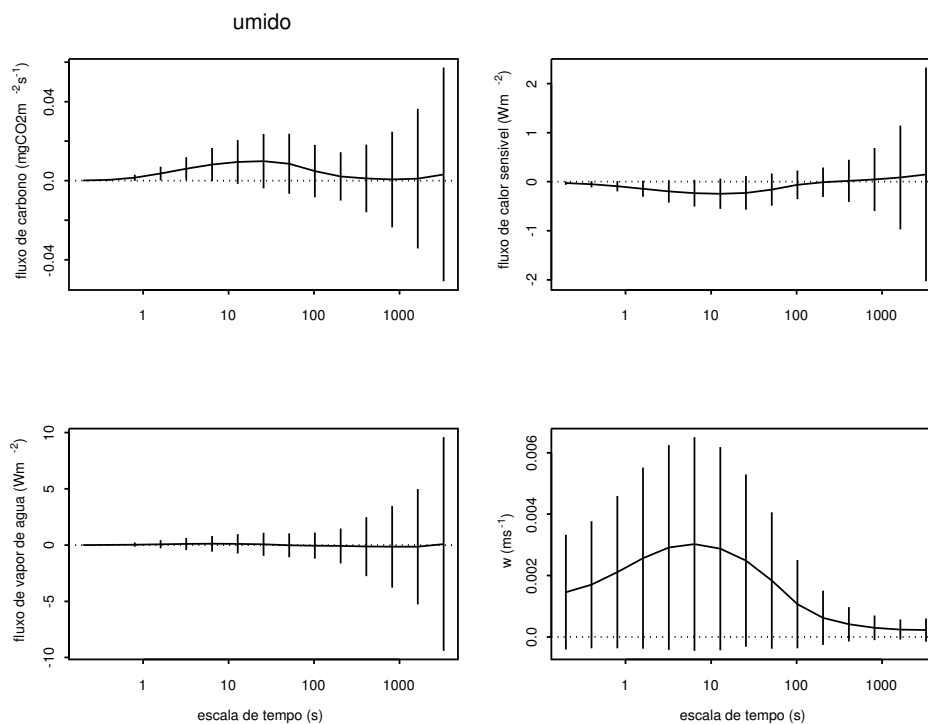 umido
fluxo de carbono (mgCO2m -2s-1)
0.04
0.0
-0.04
1 10 100 1000
fluxo de calor sensivel (Wm -2)
2
1
0
-1
-2
1 10 100 1000
fluxo de vapor de agua (Wm -2)
10
5
0
-5
-10
1 10 100 1000
escala de tempo (s)
w (ms -1)
0.006
0.004
0.002
0.0
1 10 100 1000
escala de tempo (s)